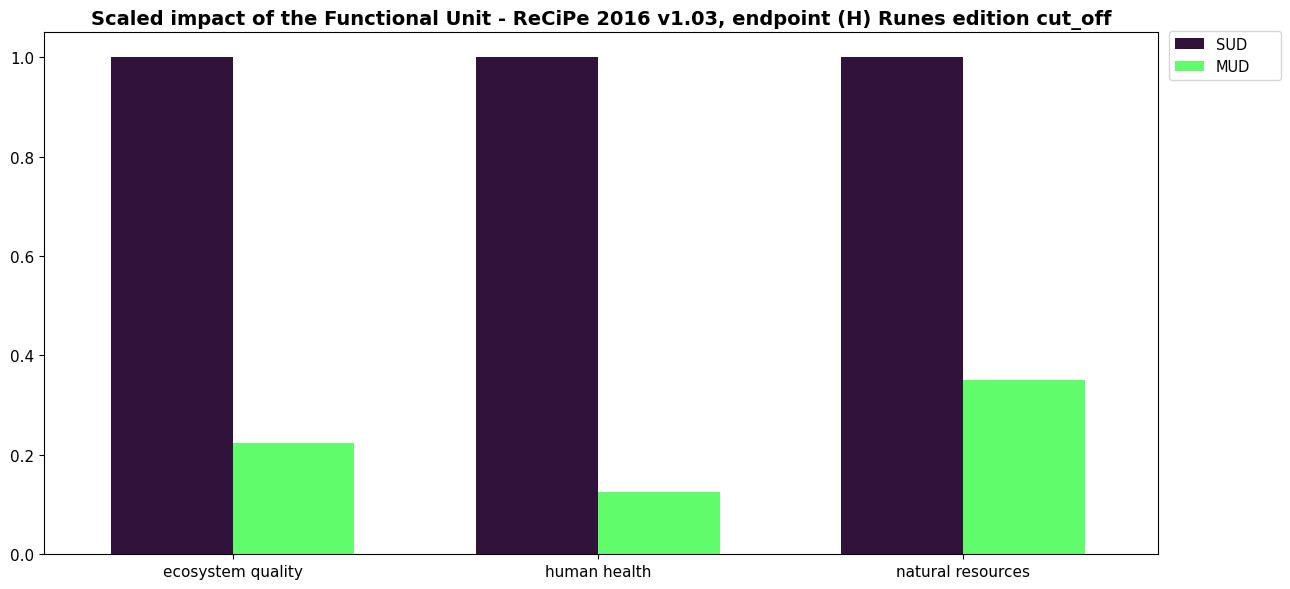 Scaled impact of the Functional Unit - ReCiPe 2016 v1.03, endpoint (H) Runes edition cut_off
SUD
MUD
1.0
0.8
0.6
0.4
0.2
0.0
ecosystem quality
human health
natural resources